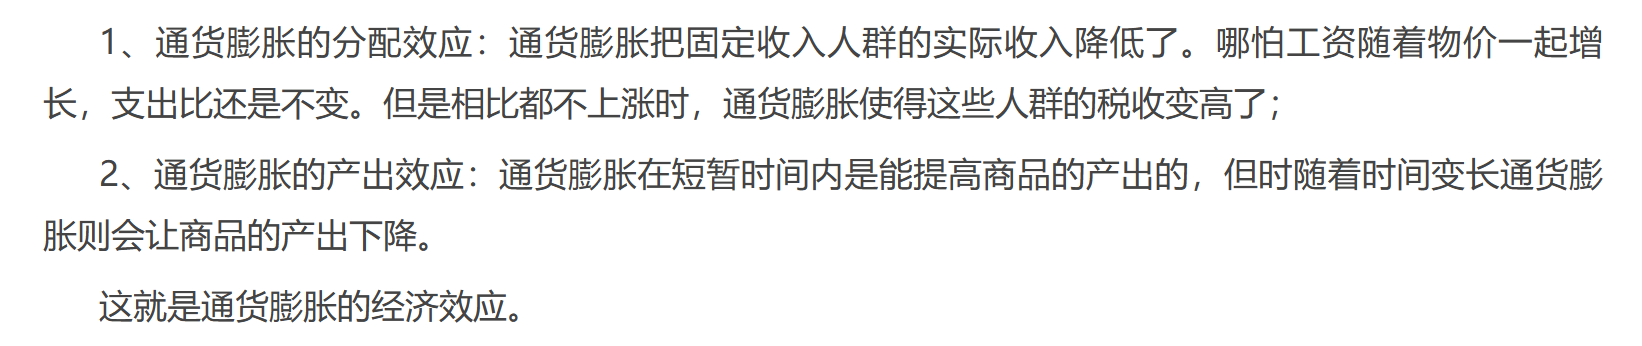 1、通货膨胀的分配效应：通货膨胀把固定收入人群的实际收入降低了。哪怕工资随着物价一起增
长，支出比还是不变。但是相比都不上涨时，通货膨胀使得这些人群的税收变高了；
2、通货膨胀的产出效应：通货膨胀在短暂时间内是能提高商品的产出的，但时随着时间变长通货膨
胀则会让商品的产出下降。
这就是通货膨胀的经济效应。